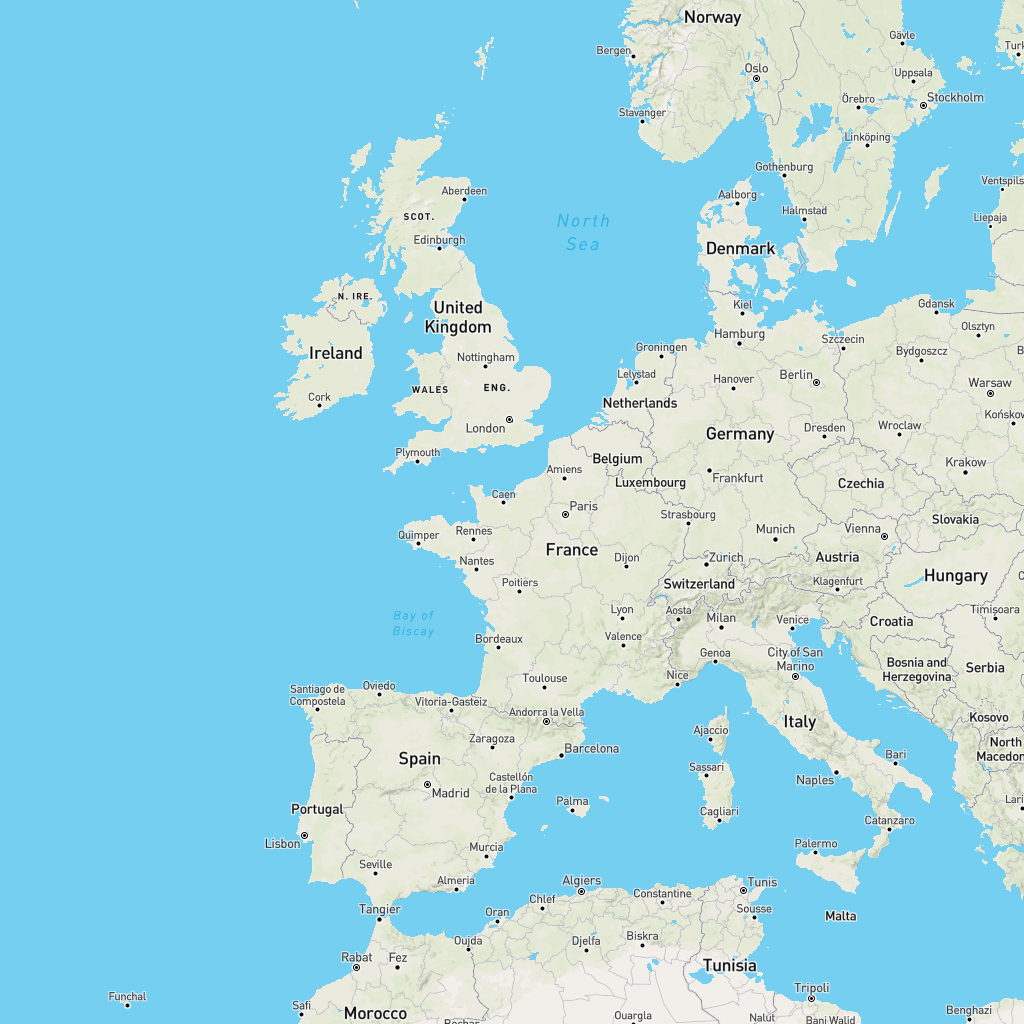 Norway
Gävle
Bergen
Oslo
Uppsala
Örebro
Stockholm
Stavanger
Linköping
Gothenburg
Aberdeen
Aalborg
Ventspils
SCOT.
North
Sea
Halmstad
Liepaja
Edinburgh
Denmark
N. IRE.
United
Kingdom
Kiel
Gdansk
Hamburg
Szczecin
Olsztyn
Ireland
Nottingham
Groningen
Bydgoszcz
Lelystad
Hanover
Berlin
Warsaw
WALES
ENG.
Cork
Netherlands
London
Germany
Dresden
Wroclaw
Plymouth
Amiens
Belgium
Krakow
Luxembourg
Frankfurt
Czechia
Caen
Paris
Strasbourg
Slovakia
Quimper
Rennes
Munich
Vienna
France
Nantes
Dijon
Zurich
Austria
Poitiers
Switzerland
Klagenfurt
Hungary
Bay of
Biscay
Lyon
Aosta
Milan
Venice
Croatia
Timișoara
Bordeaux
Valence
Genoa
City of San
Marino
Bosnia and
Herzegovina
Serbia
Toulouse
Nice
Santiago de
Compostela
Oviedo
Vitoria-Gasteiz
Andorra la Vella
Italy
Kosovo
Zaragoza
Ajaccio
Barcelona
North
Spain
Sassari
Bari
Castellón
de la Plana
Naples
Madrid
Palma
Portugal
Cagliari
Catanzaro
Lisbon
Murcia
Palermo
Seville
Almeria
Algiers
Constantine
Tunis
Tangier
Chlef
Oran
Sousse
Malta
Oujda
Djelfa
Biskra
Rabat
Fez
Tunisia
Funchal
Safi
Morocco
Tripoli
Ouargla
Nalut
Bani Walid
Benghazi